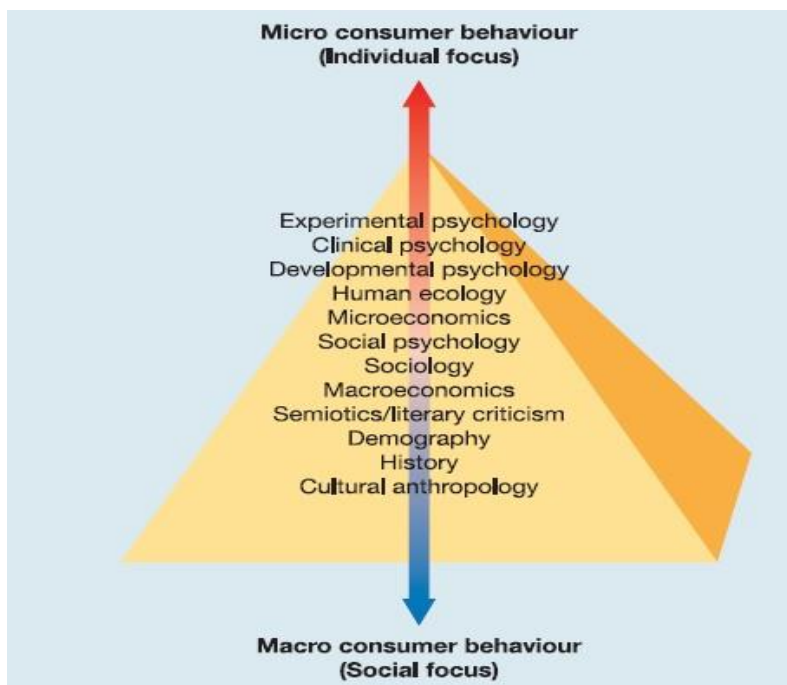 Micro consumer behaviour
(Individual focus)
Experimental psychology
Clinical psychology
Developmental psychology
Human ecology
Microeconomics
Social psychology
Sociology
Macroeconomics
Semiotics/literary criticism
Demography
History
Cultural anthropology
Macro consumer behaviour
(Social focus)